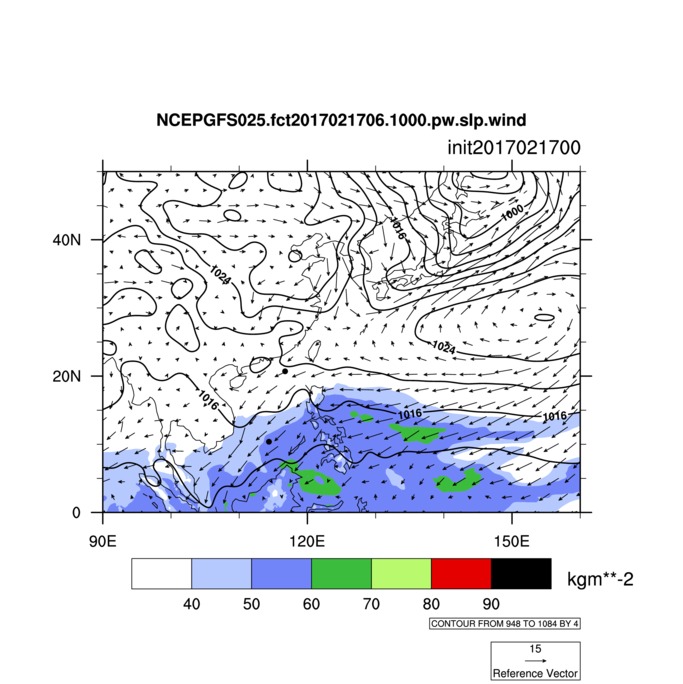 NCEPGFS025.fct2017021706.1000.pw.slp.wind
init2017021700
1000
1016
40N
1024
1024
20N
1016
1016
1016
0
90E 120E 150E
40 50 60 70 80 90
kgm**-2
CONTOUR FROM 948 TO 1084 BY 4
15
Reference Vector